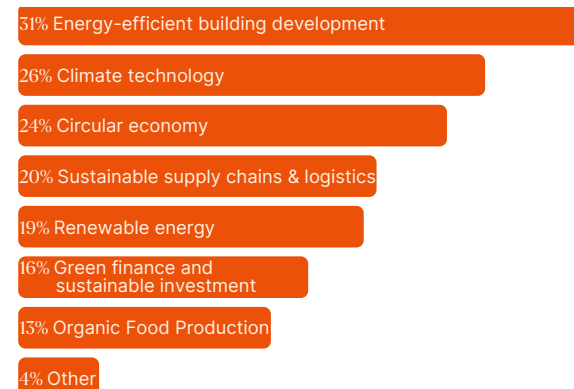 31% Energy-efficient building development
26% Climate technology
24% Circular economy
20% Sustainable supply chains & logistics
19% Renewable energy
16% Green finance and
sustainable investment
13% Organic Food Production
4% Other